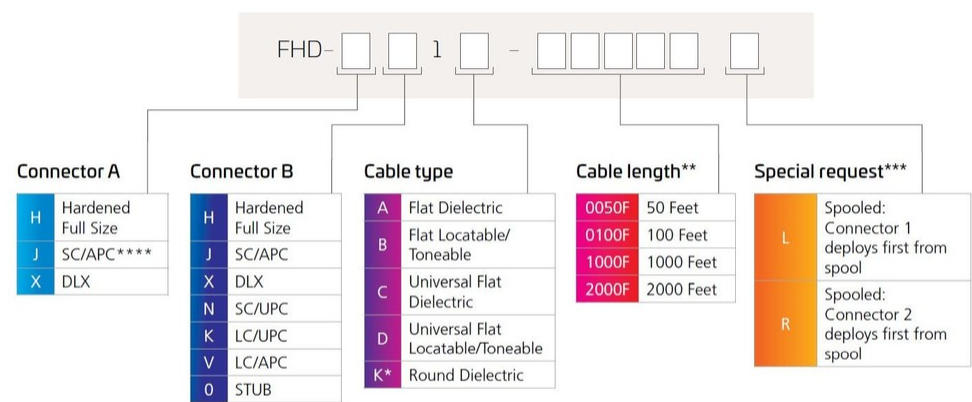 FHD- 1 -
Connector A
H Hardened
Full Size
J SC/APC****
X DLX
Connector B
H Hardened
Full Size
J SC/APC
X DLX
N SC/UPC
K LC/UPC
V LC/APC
0 STUB
Cable type
A Flat Dielectric
B Flat Locatable/
Toneable
C Universal Flat
Dielectric
D Universal Flat
Locatable/Toneable
K* Round Dielectric
Cable length**
0050F 50 Feet
0100F 100 Feet
1000F 1000 Feet
2000F 2000 Feet
Special request***
L Spooled:
Connector 1
deploys first from
spool
R Spooled:
Connector 2
deploys first from
spool